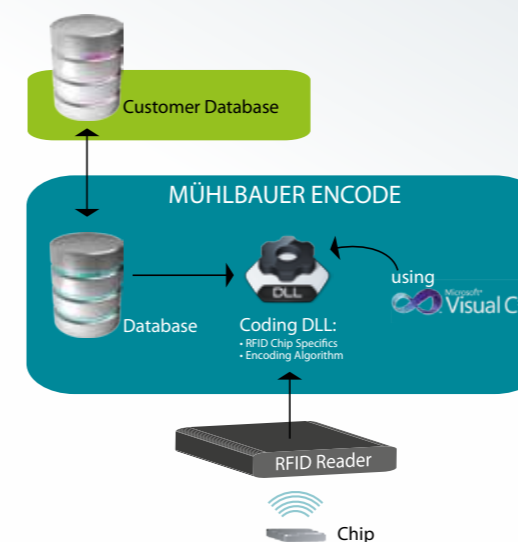 Customer Database
MÜHLBAUER ENCODE
using
Microsoft®
Visual C
DLL
Database
Coding DLL:
• RFID Chip Specifics
• Encoding Algorithm
RFID Reader
Chip